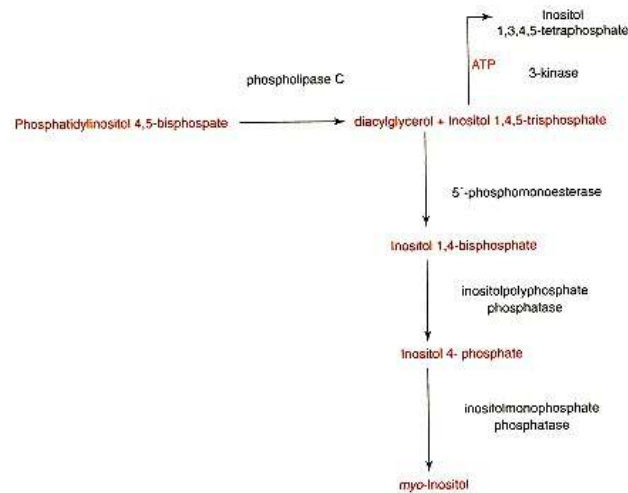 Inositol
1,3,4,5-tetraphosphate
ATP
3-kinase
phospholipase C
Phosphatidylinositol 4,5-bisphospate
diacylglycerol + Inositol 1,4,5-trisphosphate
5´-phosphomonoesterase
Inositol 1,4-bisphosphate
inositolpolyphosphate
phosphatase
Inositol 4- phosphate
inositolmonophosphate
phosphatase
myo-Inositol